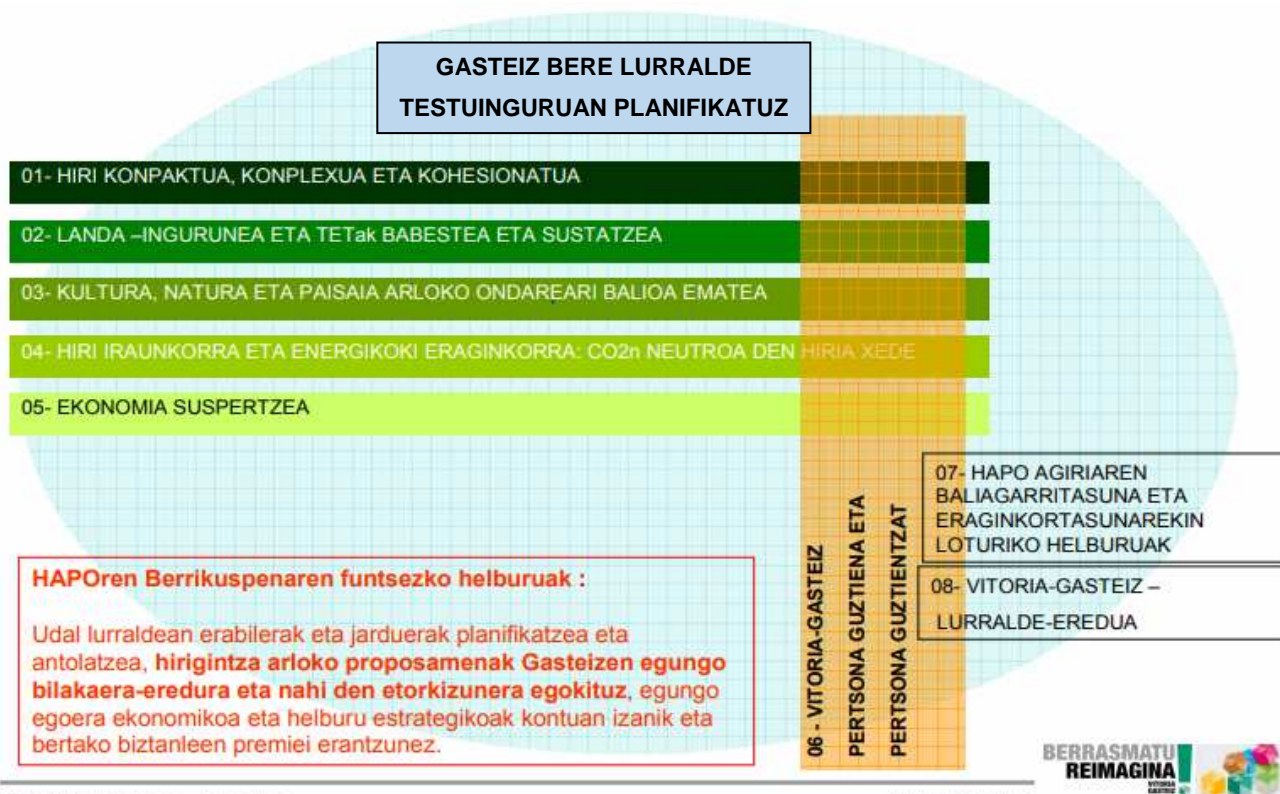 GASTEIZ BERE LURRALDE
TESTUINGURUAN PLANIFIKATUZ
01- HIRI KONPAKTUA, KONPLEXUA ETA KOHESIONATUA
02- LANDA –INGURUNEA ETA TETak BABESTEA ETA SUSTATZEA
03- KULTURA, NATURA ETA PAISAIA ARLOKO ONDAREARI BALIOA EMATEA
04- HIRI IRAUNKORRA ETA ENERGIKOKI ERAGINKORRA: CO2n NEUTROA DEN HIRIA XEDE
05- EKONOMIA SUSPERTZEA
06 - VITORIA-GASTEIZ
PERTSONA GUZTIENA ETA
PERTSONA GUZTIENTZAT
07- HAPO AGIRIAREN
BALIAGARRITASUNA ETA
ERAGINKORTASUNAREKIN
LOTURIKO HELBURUAK
08- VITORIA-GASTEIZ –
LURRALDE-EREDUA
HAPOren Berrikuspenaren funtsezko helburuak :
Udal lurraldean erabilerak eta jarduerak planifikatzea eta
antolatzea, hirigintza arloko proposamenak Gasteizen egungo
bilakaera-eredura eta nahi den etorkizunera egokituz, egungo
egoera ekonomikoa eta helburu estrategikoak kontuan izanik eta
bertako biztanleen premiei erantzunez.
BERRASMATU
REIMAGINA
VITORIA
GASTEIZ